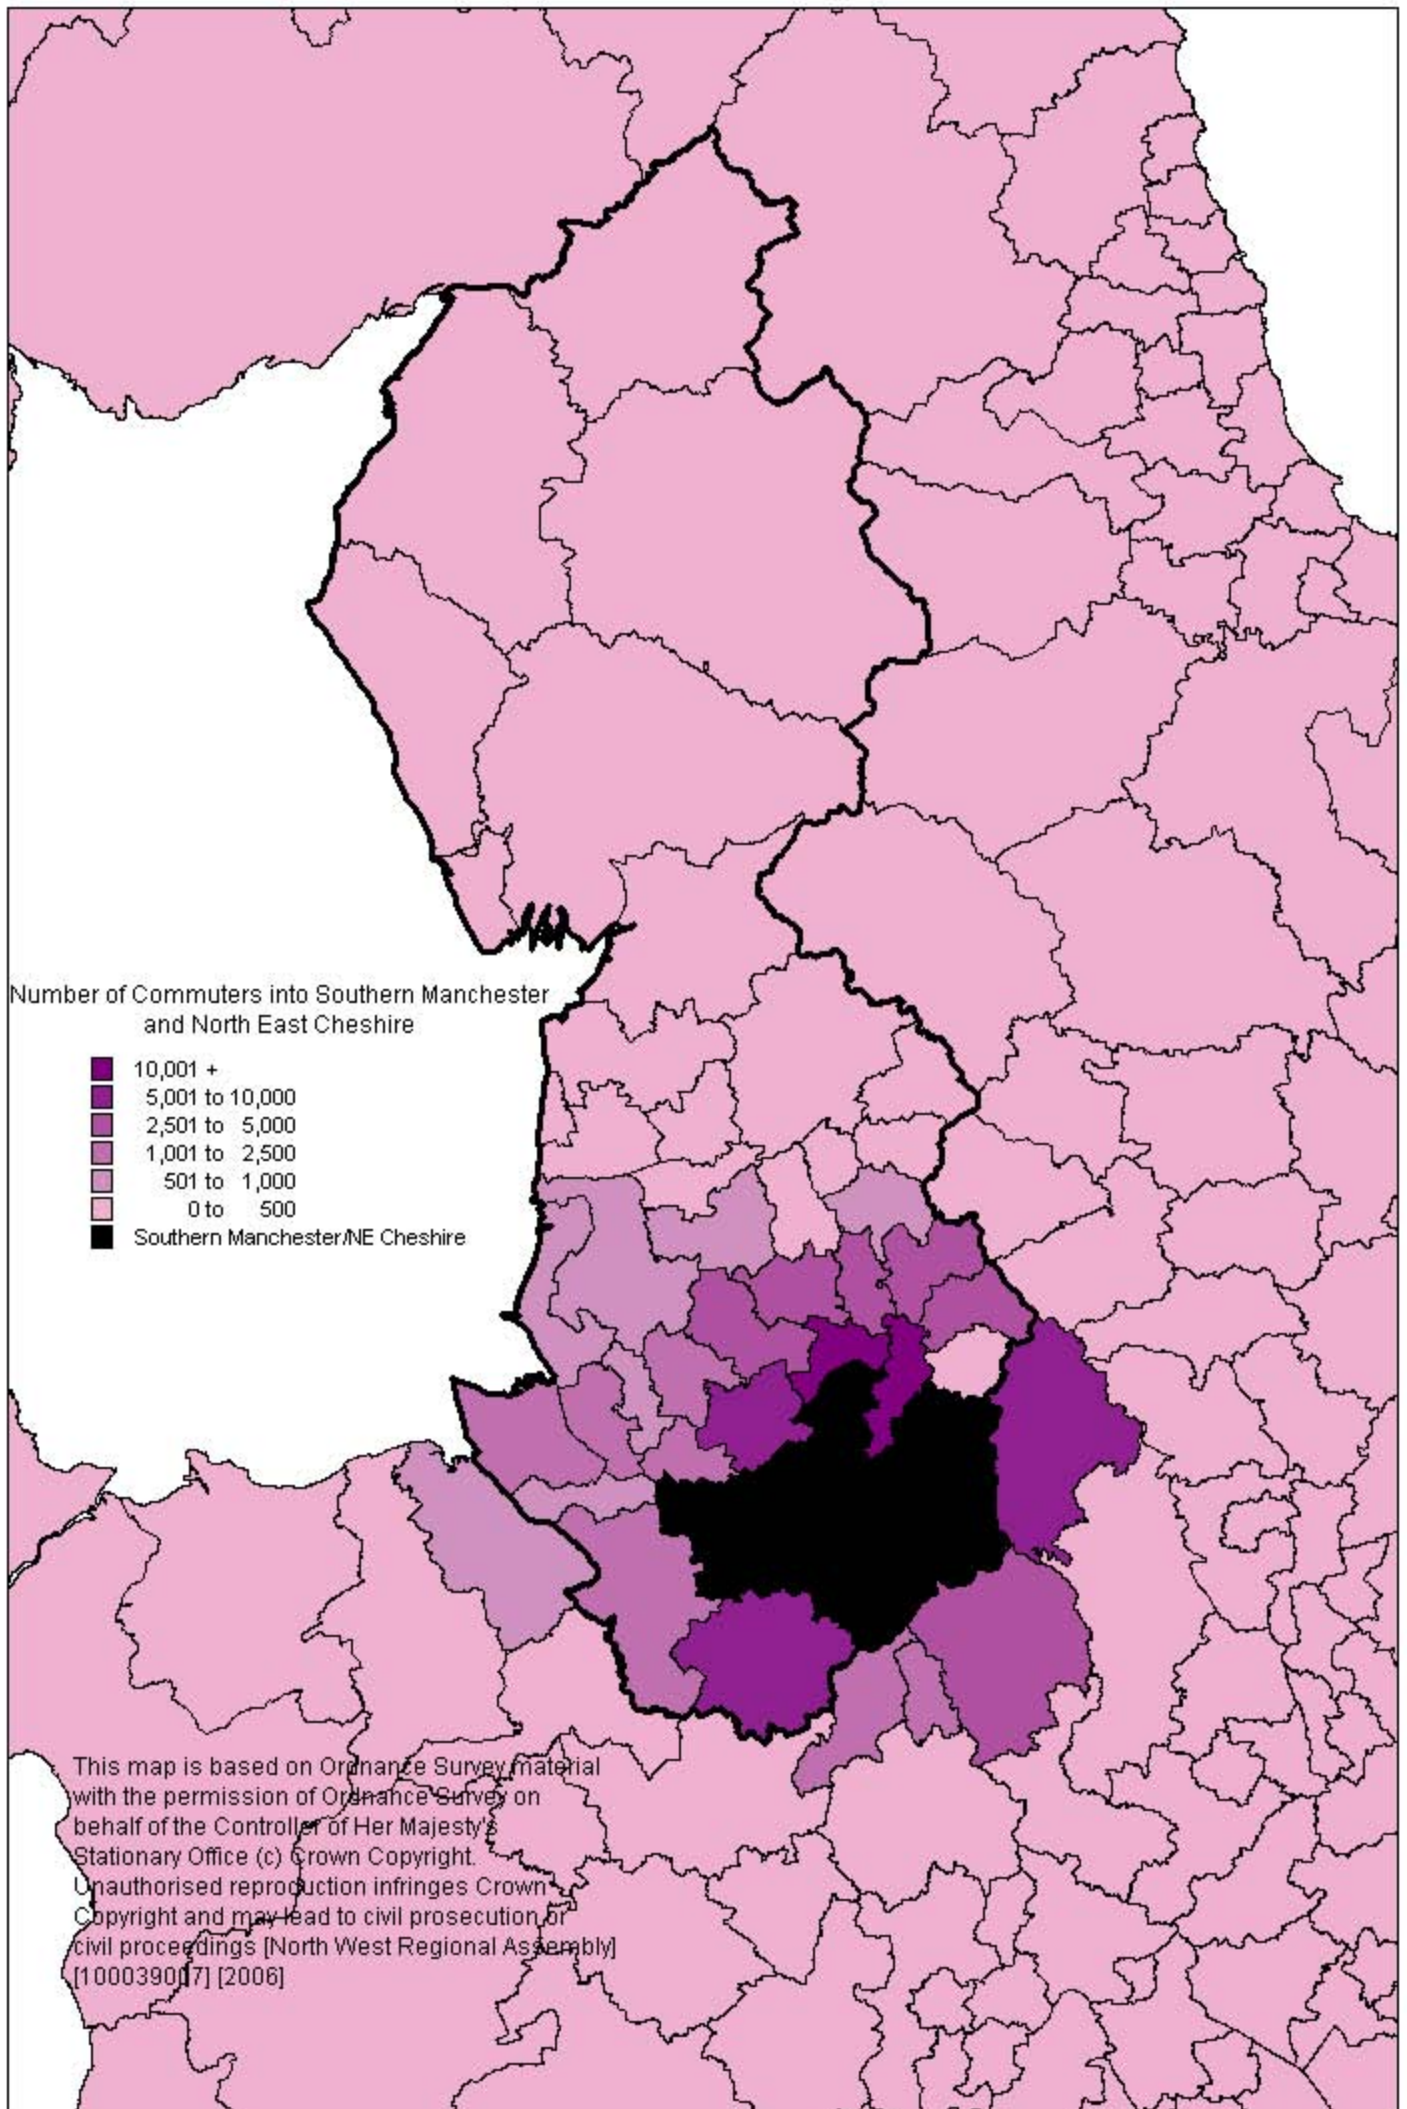 Number of Commuters into Southern Manchester
and North East Cheshire
10,001 +
5,001 to 10,000
2,501 to 5,000
1,001 to 2,500
501 to 1,000
0 to 500
Southern Manchester/NE Cheshire
This map is based on Ordnance Survey material
with the permission of Ordnance Survey on
behalf of the Controller of Her Majesty's
Stationary Office (c) Crown Copyright.
Unauthorised reproduction infringes Crown
Copyright and may lead to civil prosecution or
civil proceedings [North West Regional Assembly]
[100039007] [2006]